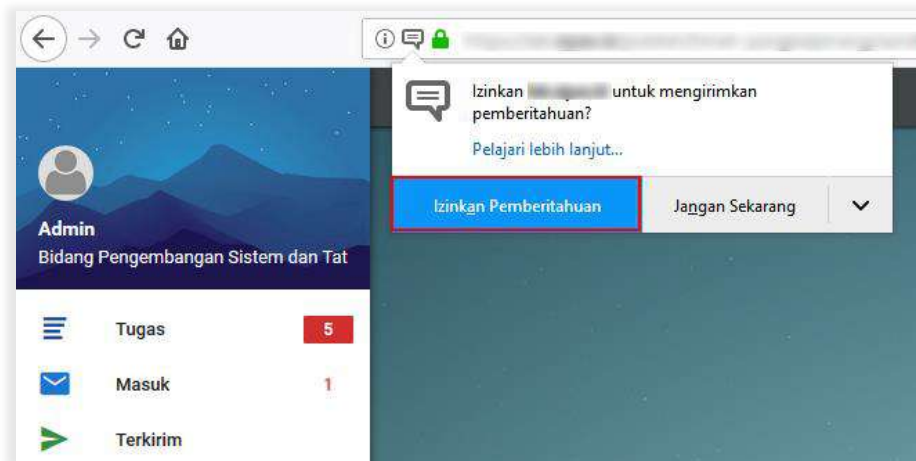 Izinkan untuk mengirimkan
pemberitahuan?
Pelajari lebih lanjut...
Izinkan Pemberitahuan
Jangan Sekarang
Admin
Bidang Pengembangan Sistem dan Tat
Tugas 5
Masuk 1
Terkirim